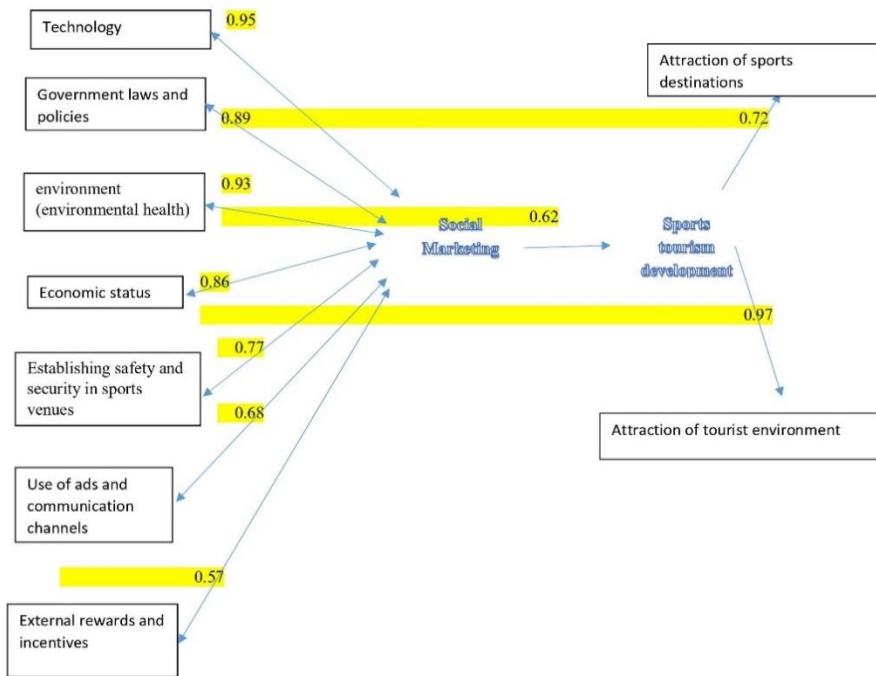 Technology
0.95
Attraction of sports
destinations
Government laws and
policies
0.89
0.72
environment
(environmental health)
0.93
0.62
Social
Marketing
Sports
tourism
development
Economic status
0.86
0.97
Establishing safety and
security in sports
venues
0.77
0.68
Attraction of tourist environment
Use of ads and
communication
channels
0.57
External rewards and
incentives